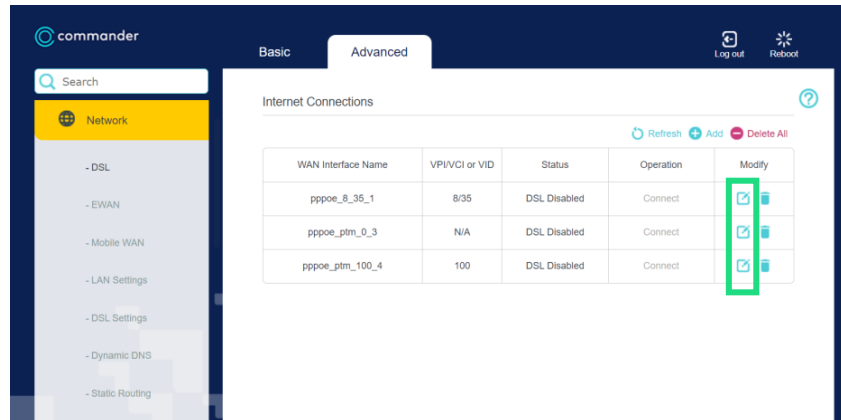 commander
Basic Advanced Log out Reboot
Search
Internet Connections
Network
Refresh Add Delete All
WAN Interface Name VPI/VCI or VID Status Operation Modify
- DSL
pppoe_8_35_1 8/35 DSL Disabled Connect
- EWAN
pppoe_ptm_0_3 N/A DSL Disabled Connect
- Mobile WAN
pppoe_ptm_100_4 100 DSL Disabled Connect
- LAN Settings
- DSL Settings
- Dynamic DNS
- Static Routing